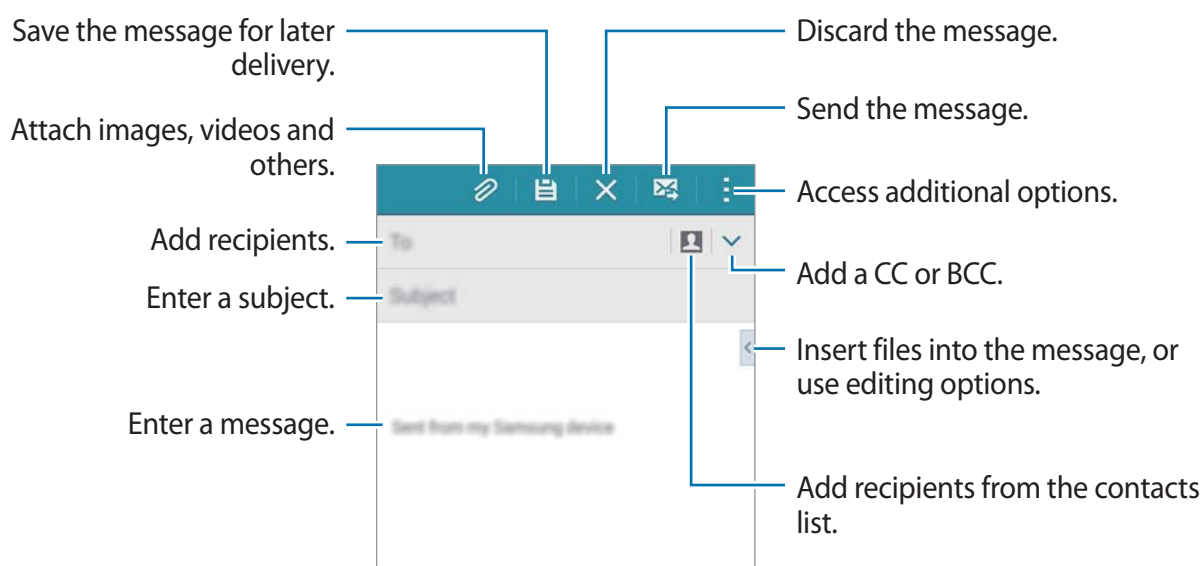 Save the message for later
delivery.
Discard the message.
Attach images, videos and
others.
Send the message.
Access additional options.
Add recipients.
To
Add a CC or BCC.
Enter a subject.
Subject
Insert files into the message, or
use editing options.
Enter a message.
Sent from my Samsung device
Add recipients from the contacts
list.